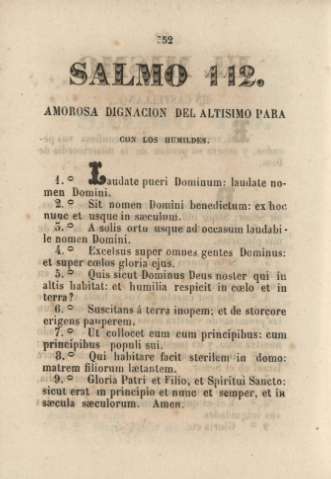 252
SALMO 112.
AMOROSA DIGNACION DEL ALTISIMO PARA
CON LOS HUMILDES.
1.º Laudate pueri Dominum: laudate no-
men Domini.
2.º Sit nomen Domini benedictum: ex hoc
nunc et usque in sæculum.
3.º A solis ortu usque ad occasum laudabi-
le nomen Domini.
4.º Excelsus super omnes gentes Dominus:
et super cœlos gloria ejus.
5.º Quis sicut Dominus Deus noster qui in
altis habitat: et humilia respicit in cœlo et in
terra?
6.º Suscitans á terra inopem; et de stercore
erigens pauperem.
7.º Ut collocet eum cum principibus: cum
principibus populi sui.
8.º Qui habitare facit sterilem in domo:
matrem filiorum lætantem.
9.º Gloria Patri et Filio, et Spiritui Sancto:
sicut erat in principio et nunc et semper, et in
sæcula sæculorum. Amen.